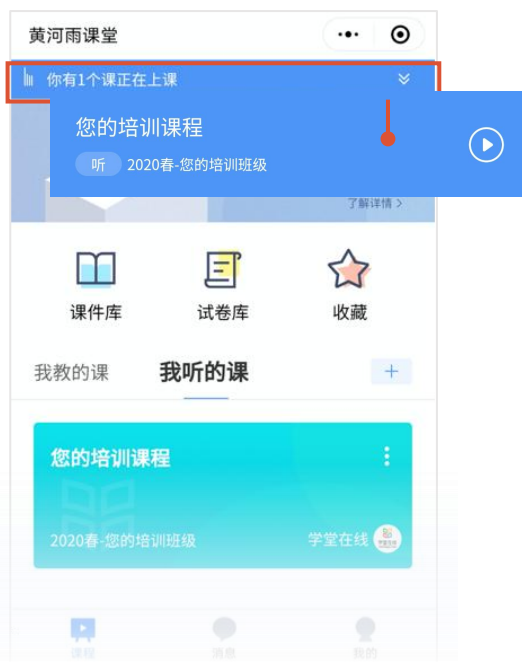 黄河雨课堂
你有1个课正在上课
您的培训课程
听 2020春-您的培训班级
了解详情 >
课件库 试卷库 收藏
我教的课 我听的课 +
您的培训课程
2020春-您的培训班级 学堂在线
课程 消息 我的